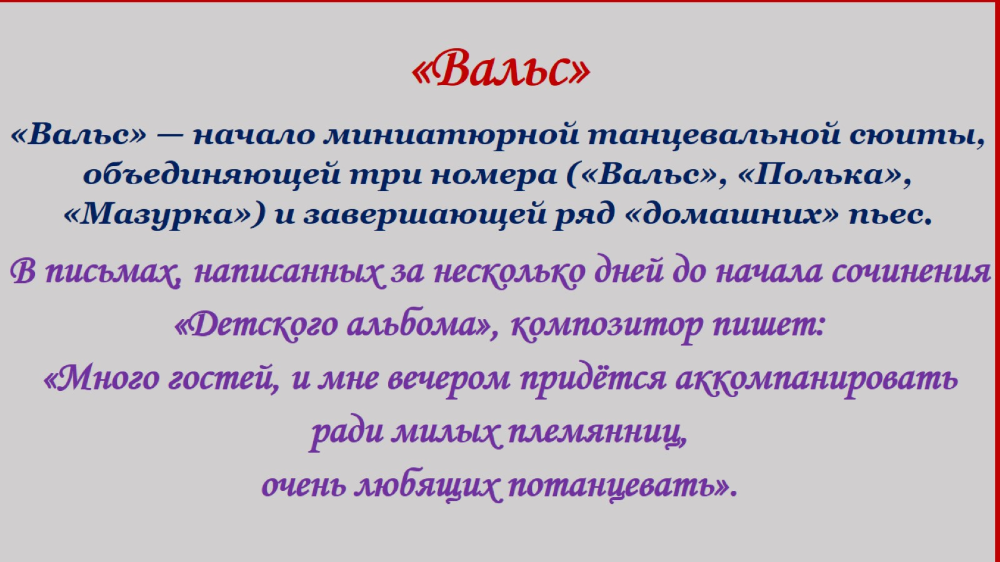 «Вальс»
«Вальс» — начало миниатюрной танцевальной сюиты,
объединяющей три номера («Вальс», «Полька»,
«Мазурка») и завершающей ряд «домашних» пьес.
В письмах, написанных за несколько дней до начала сочинения
«Детского альбома», композитор пишет:
«Много гостей, и мне вечером придётся аккомпанировать
ради милых племянниц,
очень любящих потанцевать».